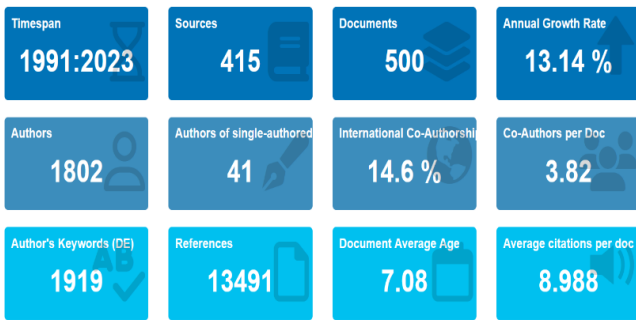 Timespan
1991:2023
Sources
415
Documents
500
Annual Growth Rate
13.14 %
Authors
1802
Authors of single-authored
41
International Co-Authorship
14.6 %
Co-Authors per Doc
3.82
Author's Keywords (DE)
1919
AB
References
13491
Document Average Age
7.08
Average citations per doc
8.988